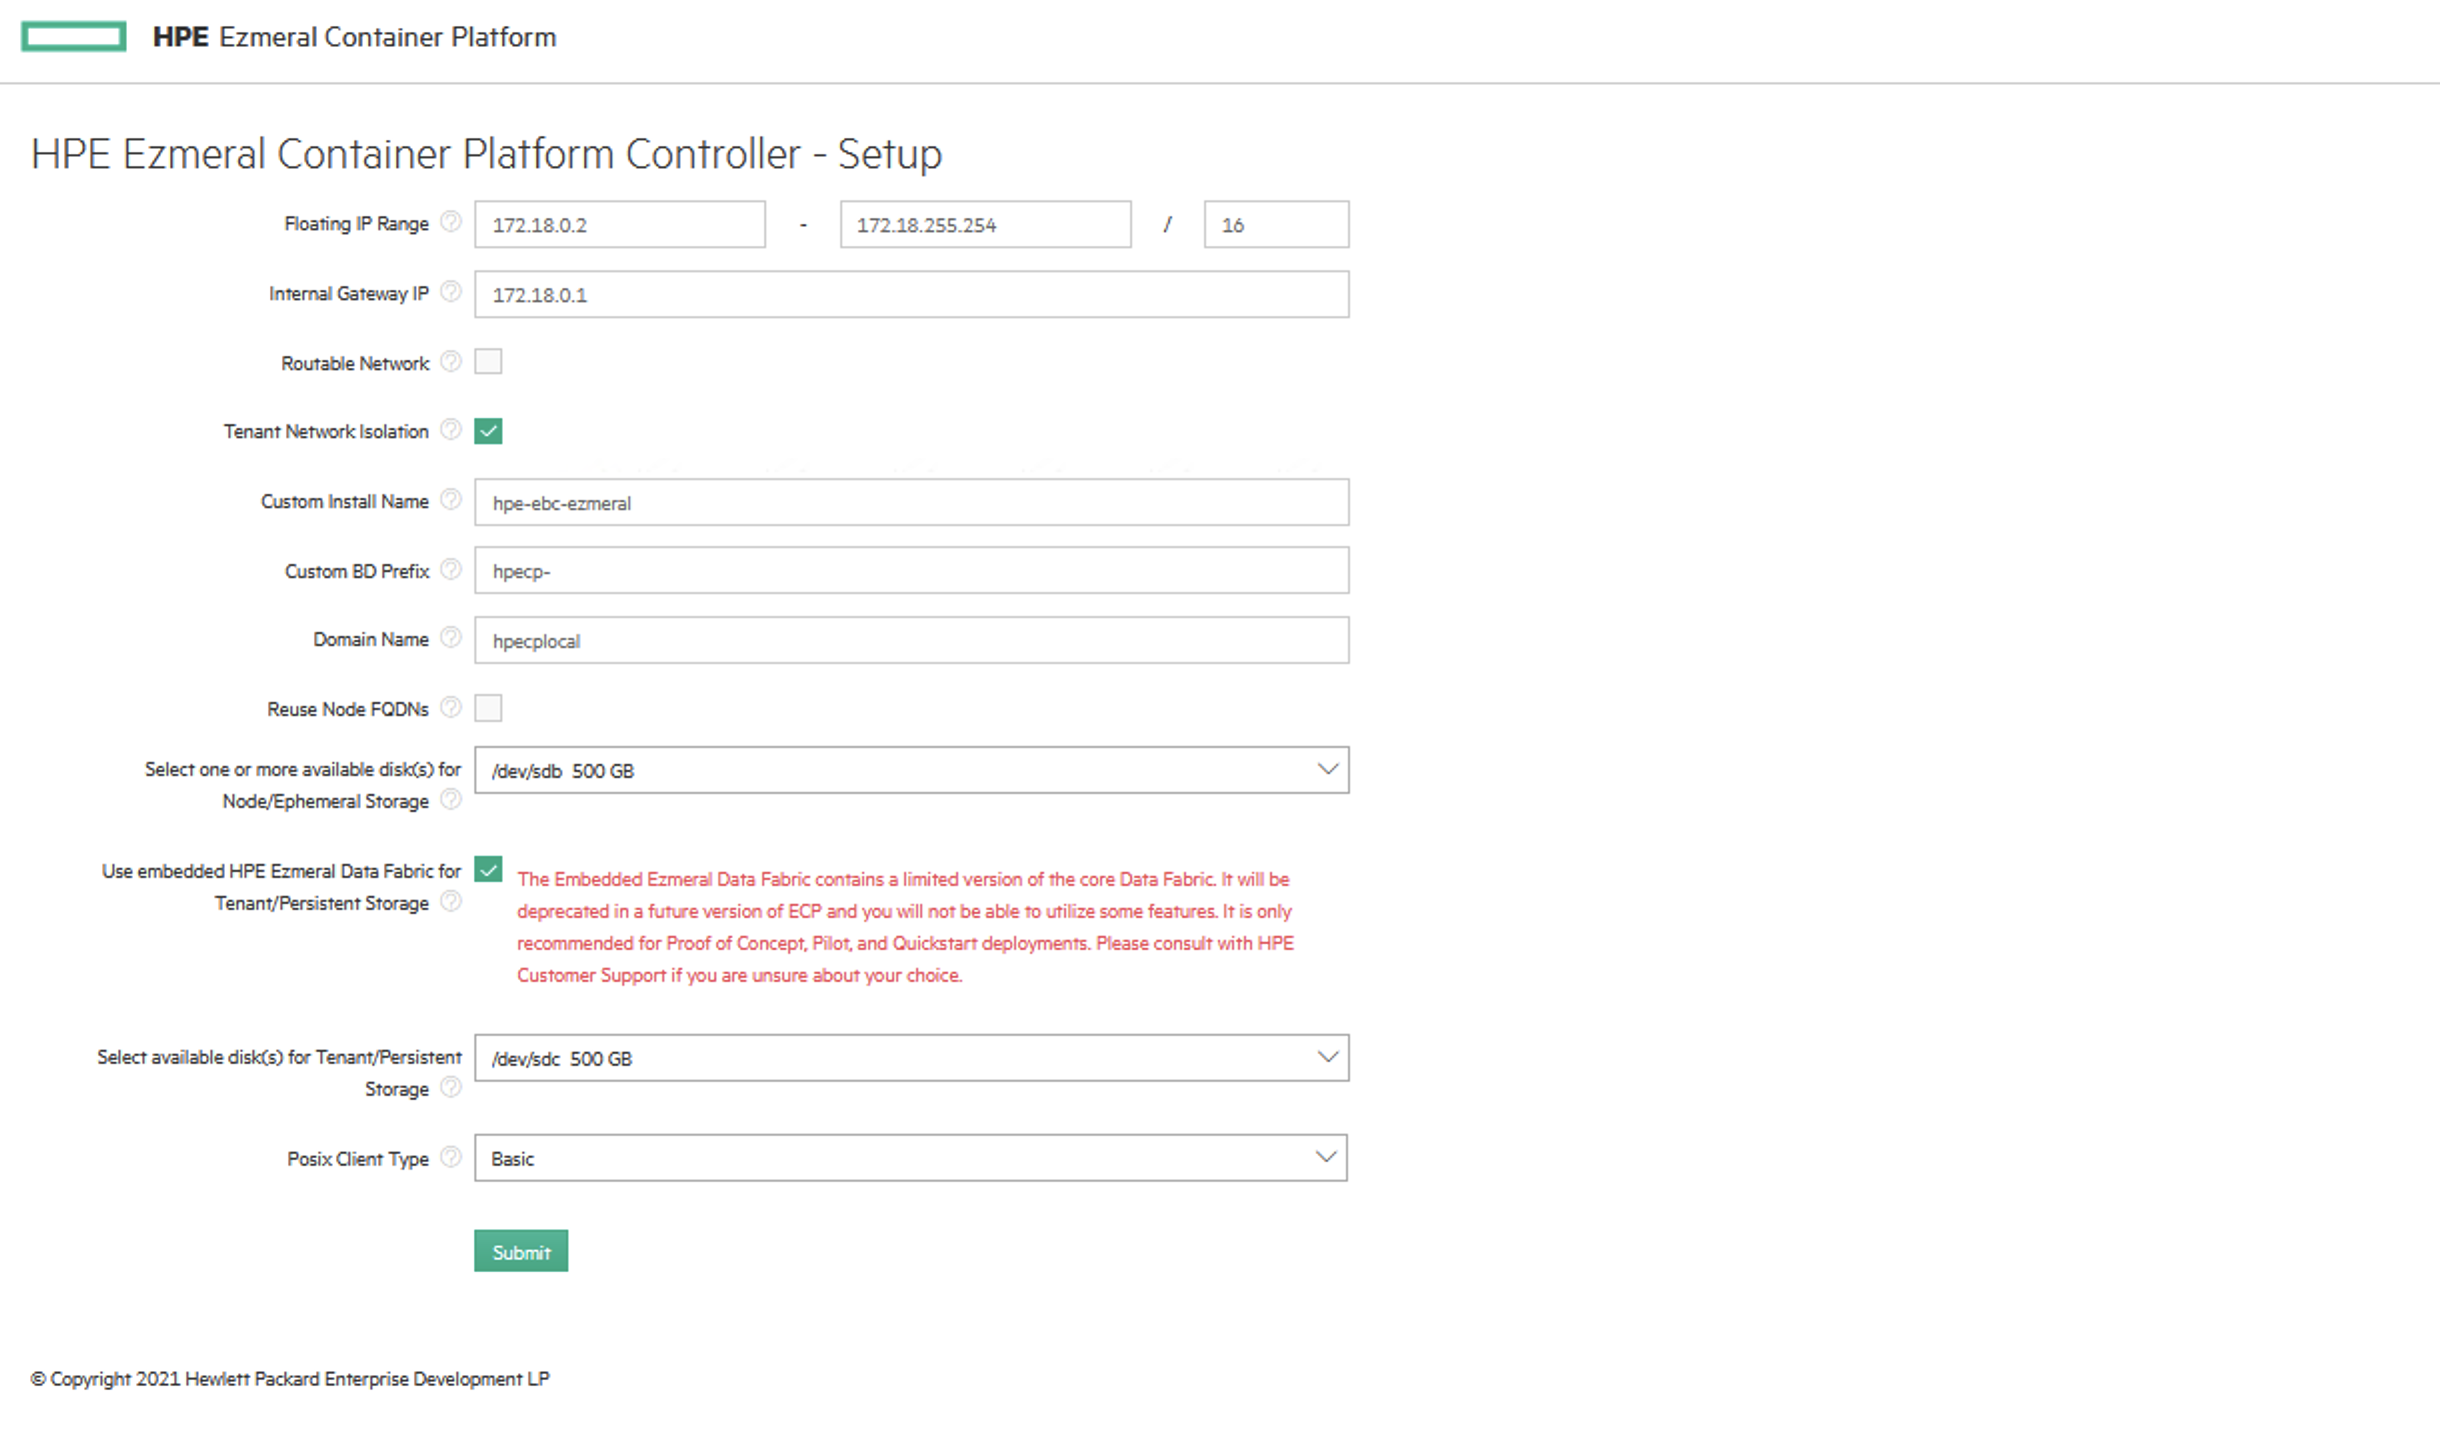 HPE Ezmeral Container Platform
HPE Ezmeral Container Platform Controller - Setup
Floating IP Range ? 172.18.0.2 - 172.18.255.254 / 16
Internal Gateway IP ? 172.18.0.1
Routable Network ?
Tenant Network Isolation ?
Custom Install Name ? hpe-ebc-ezmeral
Custom BD Prefix ? hpecp-
Domain Name ? hpecplocal
Reuse Node FQDNs ?
Select one or more available disk(s) for
Node/Ephemeral Storage ?
/dev/sdb 500 GB
Use embedded HPE Ezmeral Data Fabric for
Tenant/Persistent Storage ?
The Embedded Ezmeral Data Fabric contains a limited version of the core Data Fabric. It will be
deprecated in a future version of ECP and you will not be able to utilize some features. It is only
recommended for Proof of Concept, Pilot, and Quickstart deployments. Please consult with HPE
Customer Support if you are unsure about your choice.
Select available disk(s) for Tenant/Persistent
Storage ?
/dev/sdc 500 GB
Posix Client Type ? Basic
Submit
© Copyright 2021 Hewlett Packard Enterprise Development LP